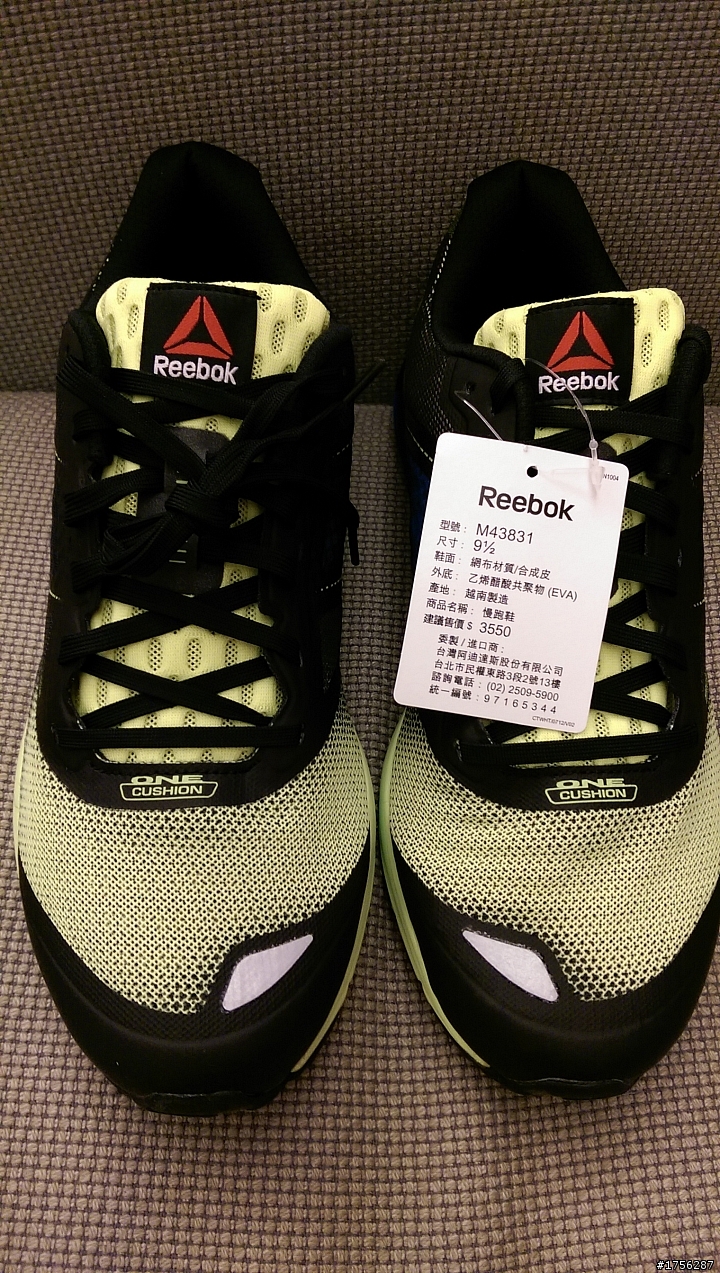 Reebok
Reebok
N1004
Reebok
型號： M43831
尺寸： 9½
鞋面： 網布材質/合成皮
外底： 乙烯醋酸共聚物 (EVA)
產地： 越南製造
商品名稱： 慢跑鞋
建議售價 $ 3550
委製 / 進口商：
台灣阿迪達斯股份有限公司
台北市民權東路3段2號13樓
諮詢電話： (02) 2509-5900
統一編號： 97165344
ONE
CUSHION
ONE
CUSHION
#1756287